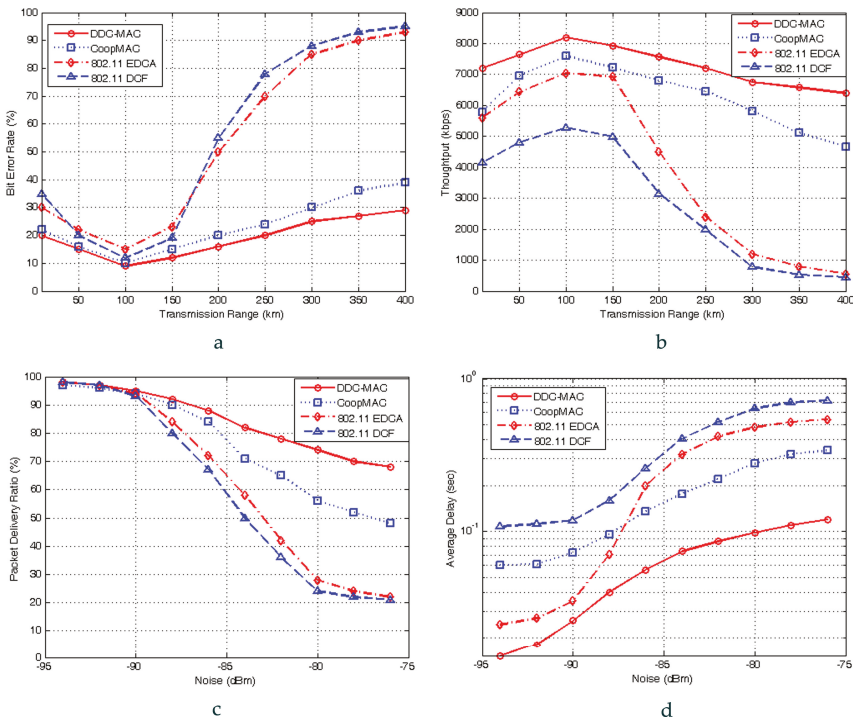 100
90
80
70
60
50
40
30
20
10
0
Bit Error Rate (%)
DDC-MAC
CoopMAC
802.11 EDCA
802.11 DCF
50 100 150 200 250 300 350 400
Transmission Range (km)
a
9000
8000
7000
6000
5000
4000
3000
2000
1000
0
Thoughtput (kbps)
DDC-MAC
CoopMAC
802.11 EDCA
802.11 DCF
50 100 150 200 250 300 350 400
Transmission Range (km)
b
100
90
80
70
60
50
40
30
20
10
0
Packet Delivery Ratio (%)
DDC-MAC
CoopMAC
802.11 EDCA
802.11 DCF
-95 -90 -85 -80 -75
Noise (dBm)
c
10⁰
10⁻¹
Average Delay (sec)
DDC-MAC
CoopMAC
802.11 EDCA
802.11 DCF
-95 -90 -85 -80 -75
Noise (dBm)
d